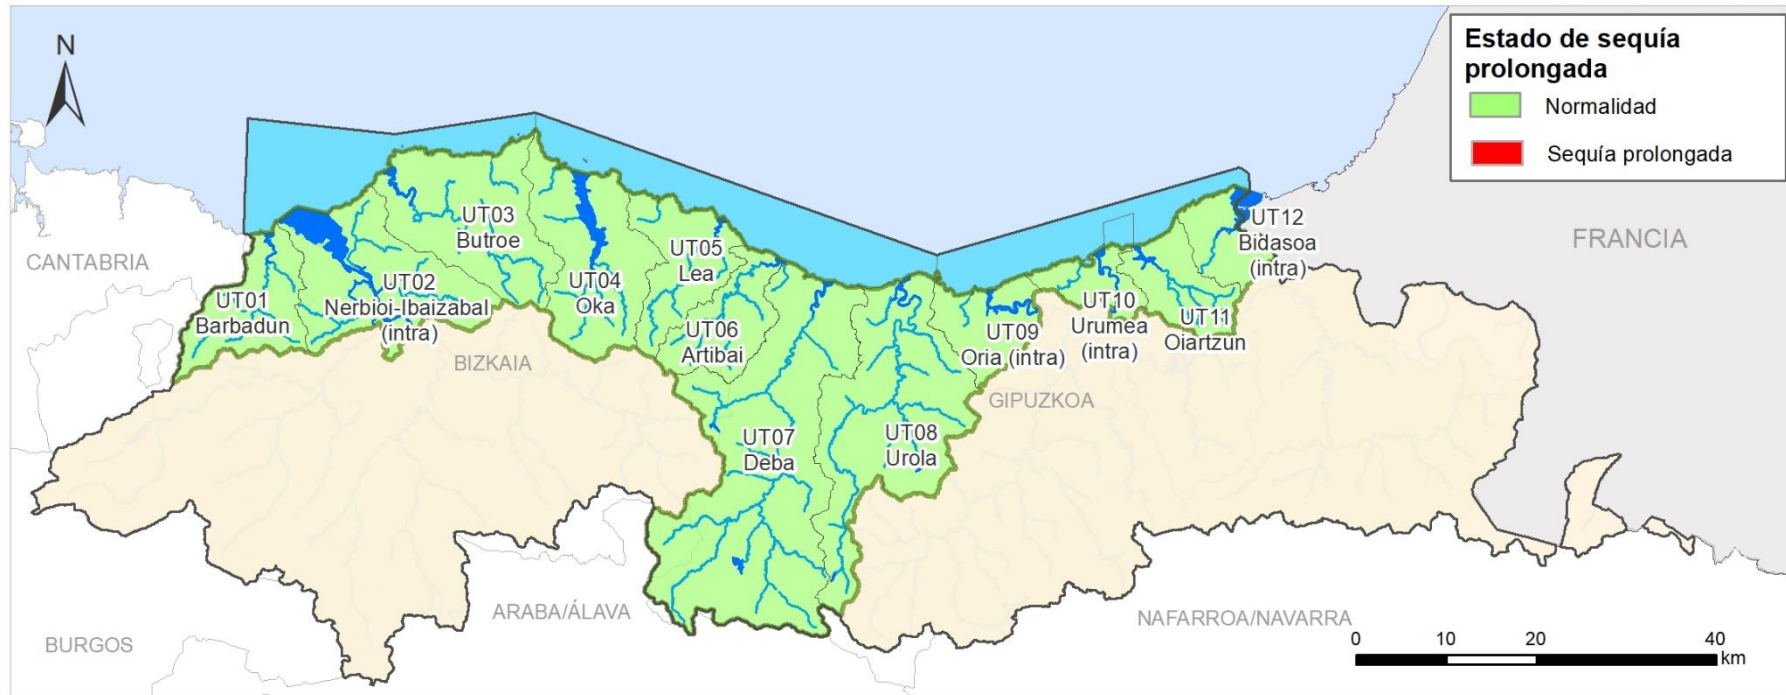 N
Estado de sequía
prolongada
Normalidad
Sequía prolongada
UT01
Barbadun
UT02
Nerbioi-Ibaizabal
(intra)
UT03
Butroe
UT04
Oka
UT05
Lea
UT06
Artibai
UT07
Deba
UT08
Urola
UT09
Oria (intra)
UT10
Urumea
(intra)
UT11
Oiartzun
UT12
Bidasoa
(intra)
CANTABRIA
FRANCIA
BIZKAIA
GIPUZKOA
ARABA/ÁLAVA
NAFARROA/NAVARRA
BURGOS
0 10 20 40
km